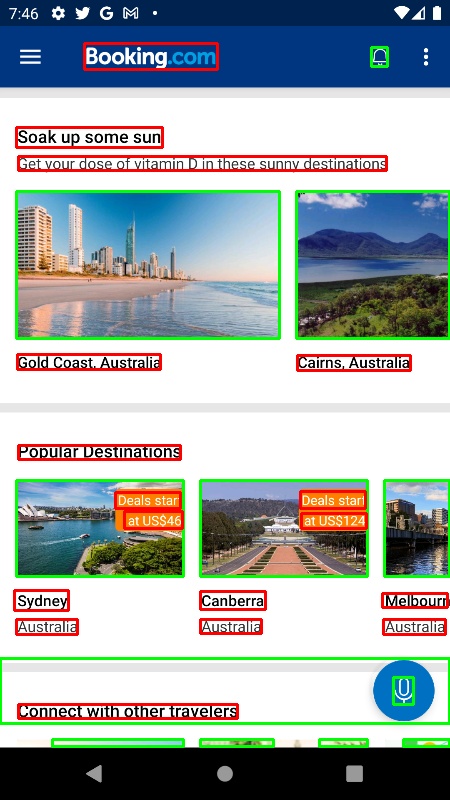 7:46
Booking.com
Soak up some sun
Get your dose of vitamin D in these sunny destinations
Gold Coast, Australia
Cairns, Australia
Popular Destinations
Deals start
at US$46
Deals start
at US$124
Sydney
Canberra
Melbourn
Australia
Australia
Australia
Connect with other travelers